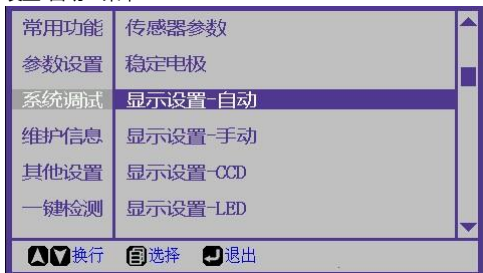 常用功能 传感器参数
参数设置 稳定电极
系统调试 显示设置-自动
维护信息 显示设置-手动
其他设置 显示设置-CCD
一键检测 显示设置-LED
换行 选择 退出